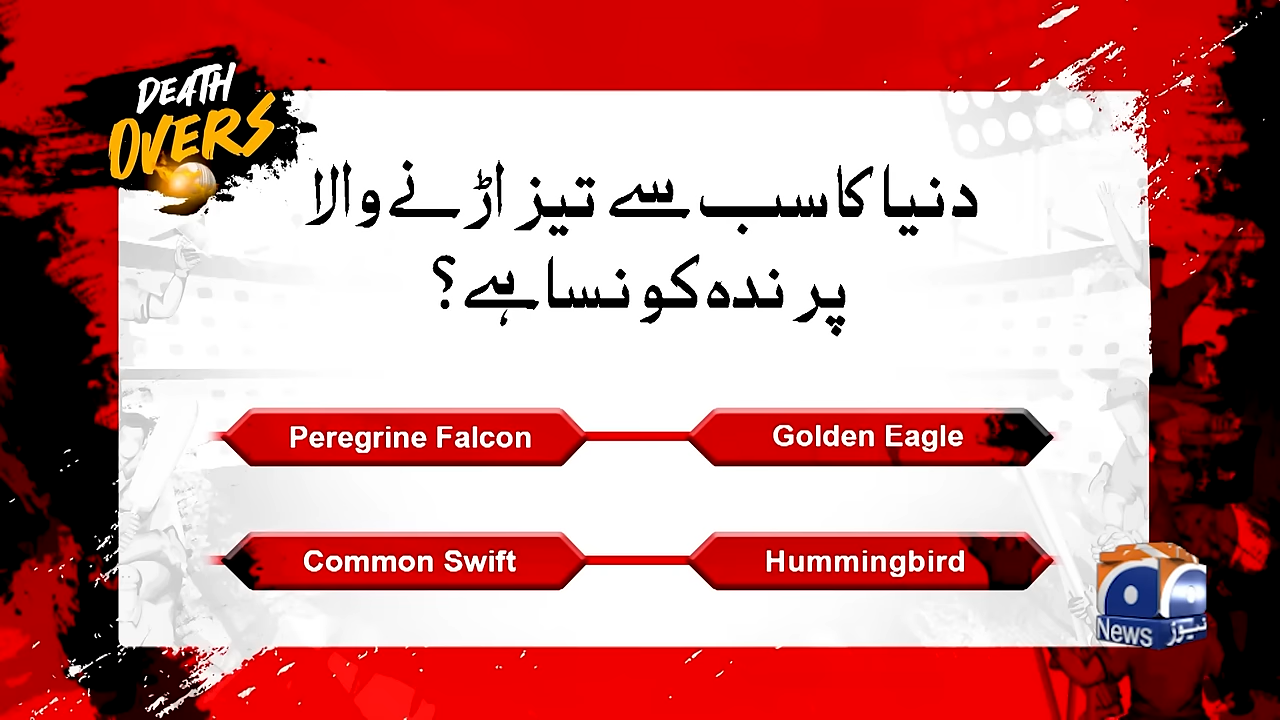 DEATH
OVERS
دنیا کا سب سے تیز اڑنے والا
پرندہ کونسا ہے؟
Peregrine Falcon
Golden Eagle
Common Swift
Hummingbird
News نیوز